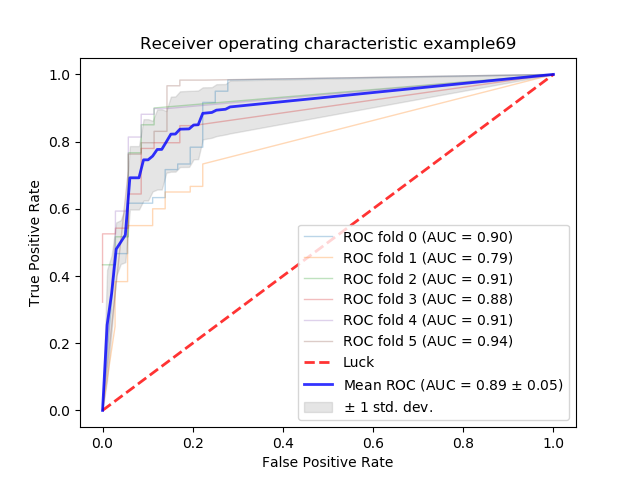 Receiver operating characteristic example69
1.0
0.8
0.6
0.4
0.2
0.0
True Positive Rate
0.0 0.2 0.4 0.6 0.8 1.0
False Positive Rate
ROC fold 0 (AUC = 0.90)
ROC fold 1 (AUC = 0.79)
ROC fold 2 (AUC = 0.91)
ROC fold 3 (AUC = 0.88)
ROC fold 4 (AUC = 0.91)
ROC fold 5 (AUC = 0.94)
Luck
Mean ROC (AUC = 0.89 ± 0.05)
± 1 std. dev.